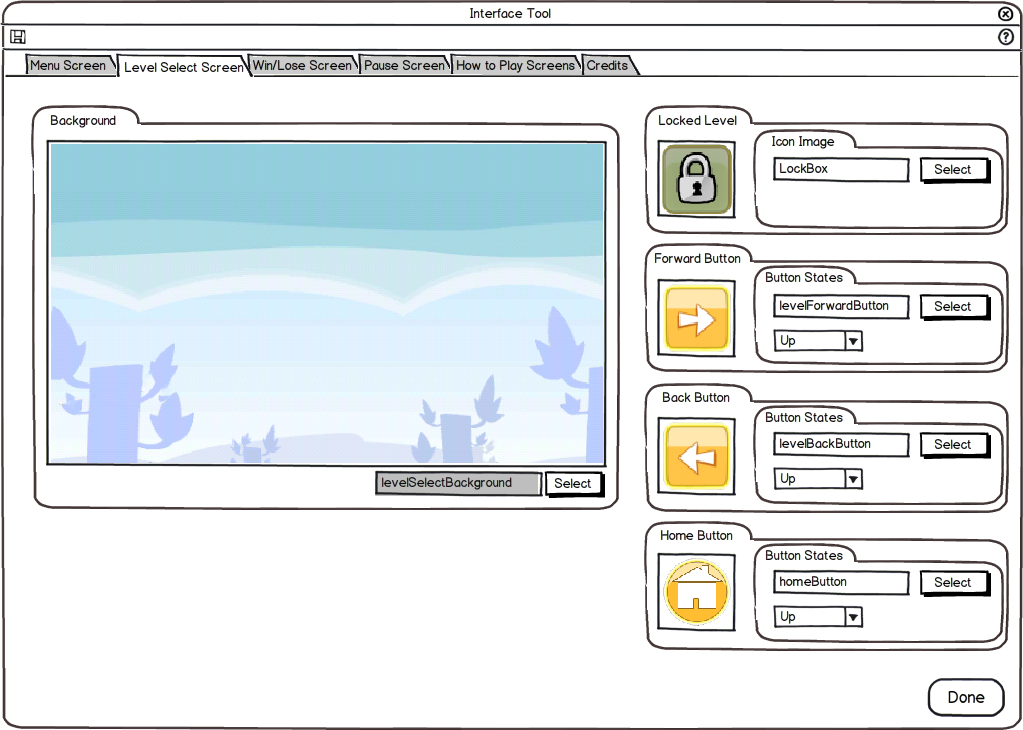 Interface Tool
Menu Screen
Level Select Screen
Win/Lose Screen
Pause Screen
How to Play Screens
Credits
Background
levelSelectBackground
Select
Locked Level
Icon Image
LockBox
Select
Forward Button
Button States
levelForwardButton
Select
Up
Back Button
Button States
levelBackButton
Select
Up
Home Button
Button States
homeButton
Select
Up
Done